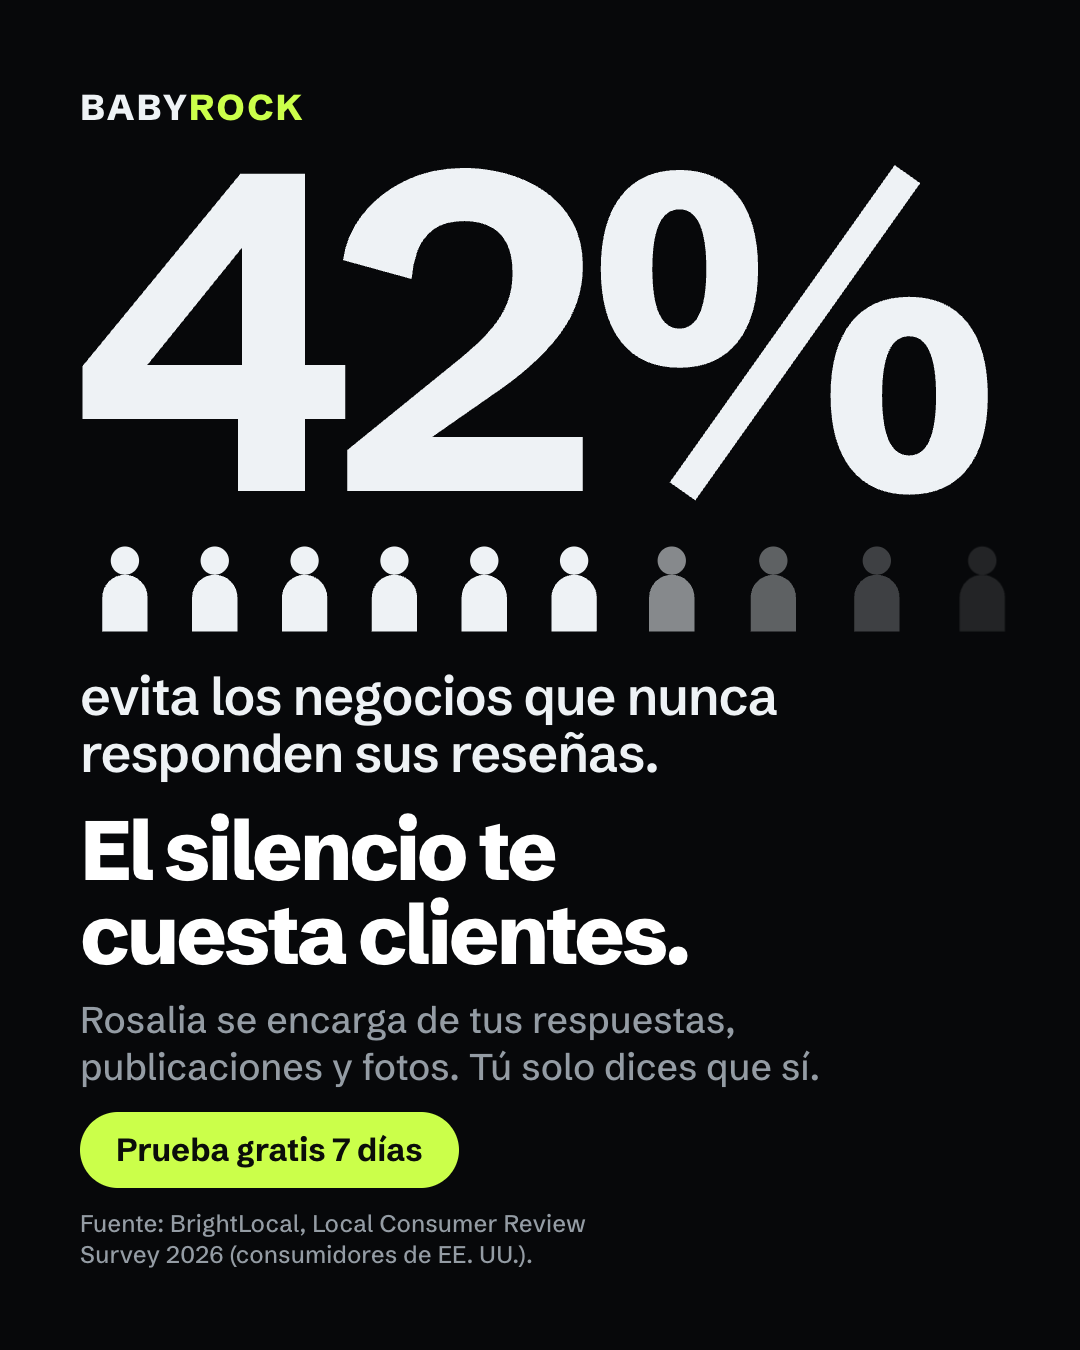 BABYROCK
42%
evita los negocios que nunca
responden sus reseñas.
El silencio te
cuesta clientes.
Rosalia se encarga de tus respuestas,
publicaciones y fotos. Tú solo dices que sí.
Prueba gratis 7 días
Fuente: BrightLocal, Local Consumer Review
Survey 2026 (consumidores de EE. UU.).